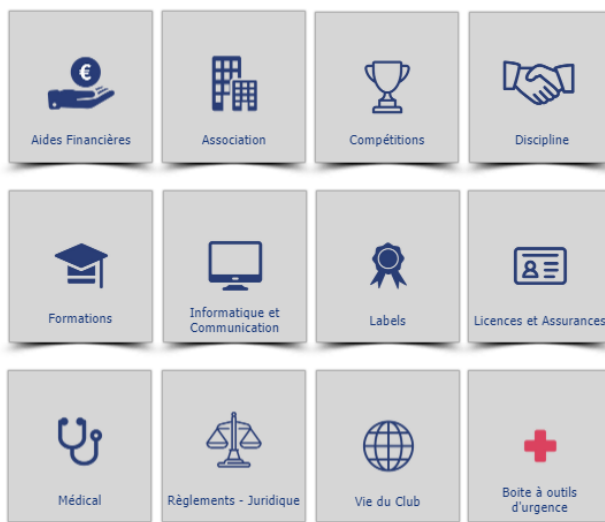 €
Aides Financières
Association
Compétitions
Discipline
Formations
Informatique et
Communication
Labels
Licences et Assurances
Médical
Règlements - Juridique
Vie du Club
Boite à outils
d'urgence